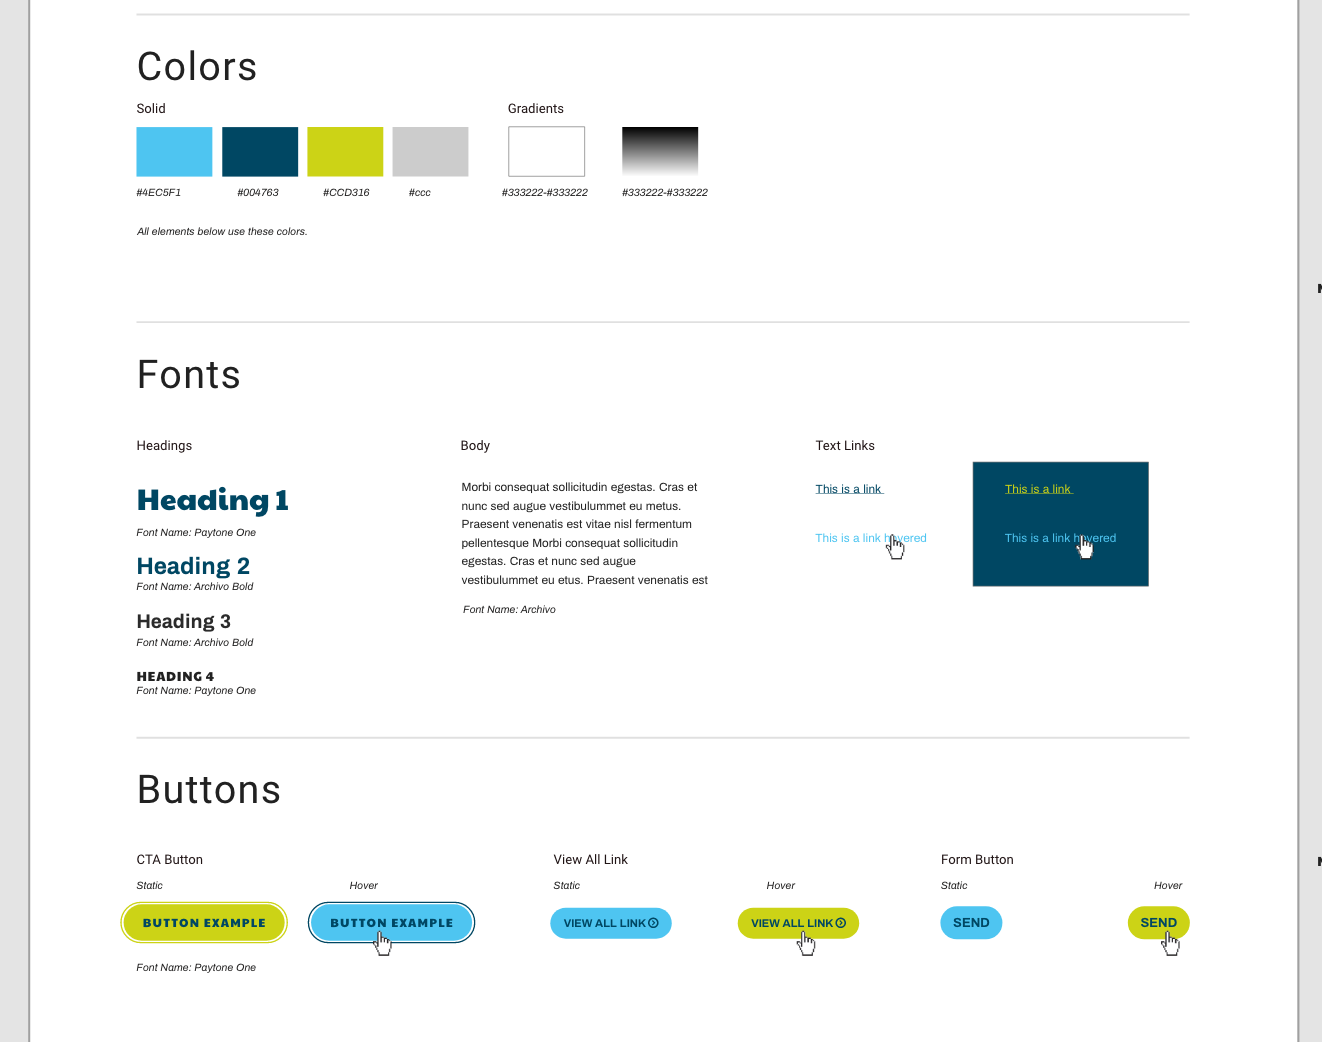 Colors
Solid
Gradients
#4EC5F1
#004763
#CCD316
#ccc
#333222-#333222
#333222-#333222
All elements below use these colors.
Fonts
Headings
Heading 1
Font Name: Paytone One
Heading 2
Font Name: Archivo Bold
Heading 3
Font Name: Archivo Bold
HEADING 4
Font Name: Paytone One
Body
Morbi consequat sollicitudin egestas. Cras et
nunc sed augue vestibulummet eu metus.
Praesent venenatis est vitae nisl fermentum
pellentesque Morbi consequat sollicitudin
egestas. Cras et nunc sed augue
vestibulummet eu etus. Praesent venenatis est
Font Name: Archivo
Text Links
This is a link
This is a link hovered
This is a link
This is a link hovered
Buttons
CTA Button
Static
Hover
BUTTON EXAMPLE
BUTTON EXAMPLE
Font Name: Paytone One
View All Link
Static
Hover
VIEW ALL LINK
VIEW ALL LINK
Form Button
Static
Hover
SEND
SEND